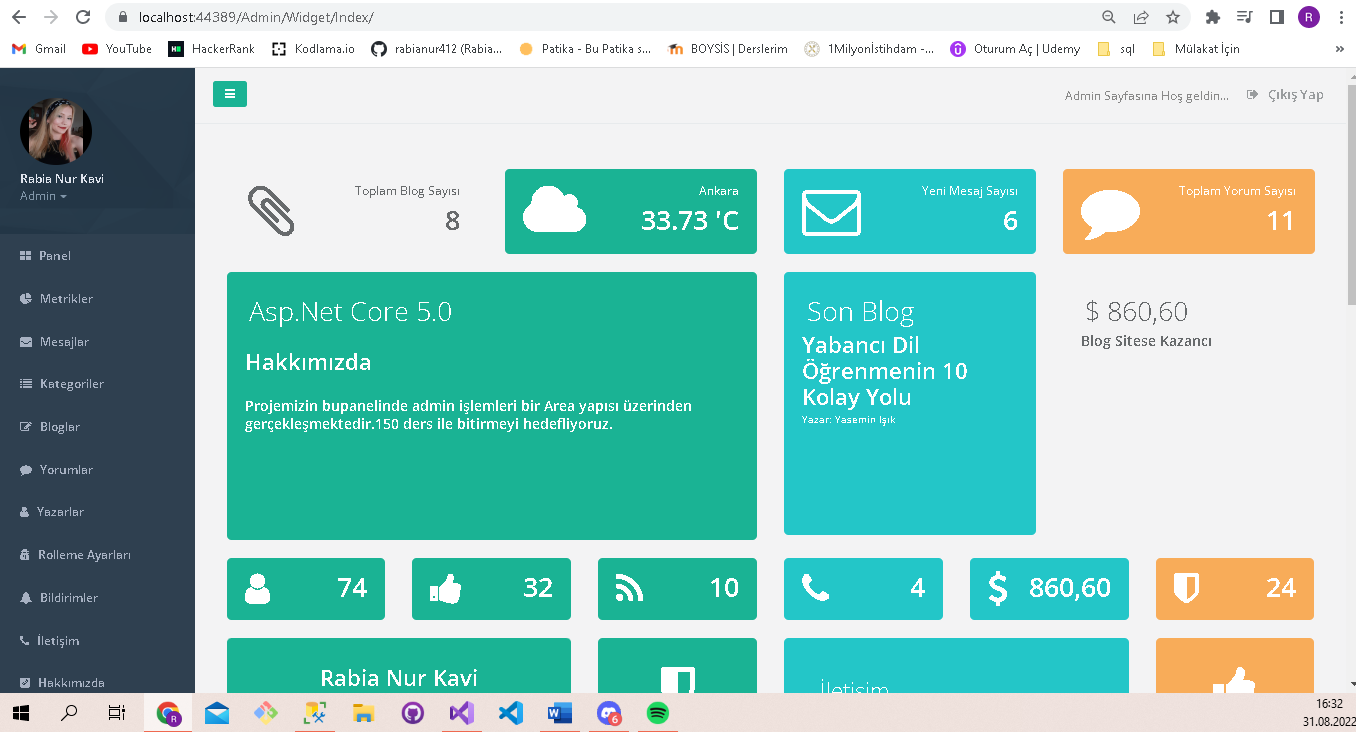 localhost:44389/Admin/Widget/Index/
R
Gmail
YouTube
HackerRank
Kodlama.io
rabianur412 (Rabia...
Patika - Bu Patika s...
BOYSİS | Derslerim
1Milyonİstihdam -...
Oturum Aç | Udemy
sql
Mülakat İçin
»
Rabia Nur Kavi
Admin
Panel
Metrikler
Mesajlar
Kategoriler
Bloglar
Yorumlar
Yazarlar
Rolleme Ayarları
Bildirimler
İletişim
Hakkımızda
Admin Sayfasına Hoş geldin...
Çıkış Yap
Toplam Blog Sayısı
8
Ankara
33.73 'C
Yeni Mesaj Sayısı
6
Toplam Yorum Sayısı
11
Asp.Net Core 5.0
Hakkımızda
Projemizin bupanelinde admin işlemleri bir Area yapısı üzerinden
gerçekleşmektedir.150 ders ile bitirmeyi hedefliyoruz.
Son Blog
Yabancı Dil
Öğrenmenin 10
Kolay Yolu
Yazar: Yasemin Işık
$ 860,60
Blog Sitese Kazancı
74
32
10
4
$ 860,60
24
Rabia Nur Kavi
İletişim
R
W
6
16:32
31.08.2022